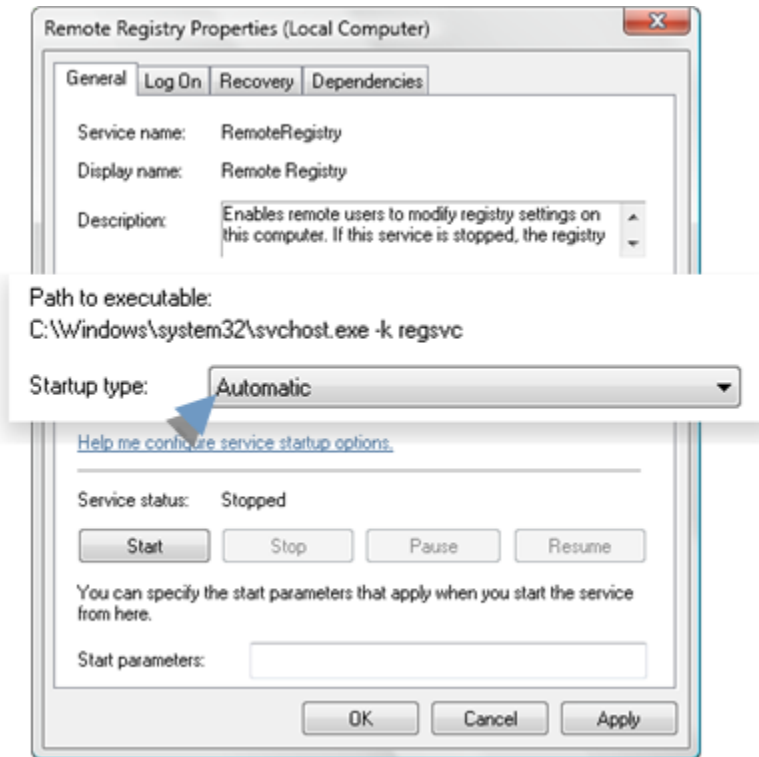 Remote Registry Properties (Local Computer)
General Log On Recovery Dependencies
Service name: RemoteRegistry
Display name: Remote Registry
Description: Enables remote users to modify registry settings on
this computer. If this service is stopped, the registry
Path to executable:
C:\Windows\system32\svchost.exe -k regsvc
Startup type: Automatic
Help me configure service startup options.
Service status: Stopped
Start Stop Pause Resume
You can specify the start parameters that apply when you start the service
from here.
Start parameters:
OK Cancel Apply